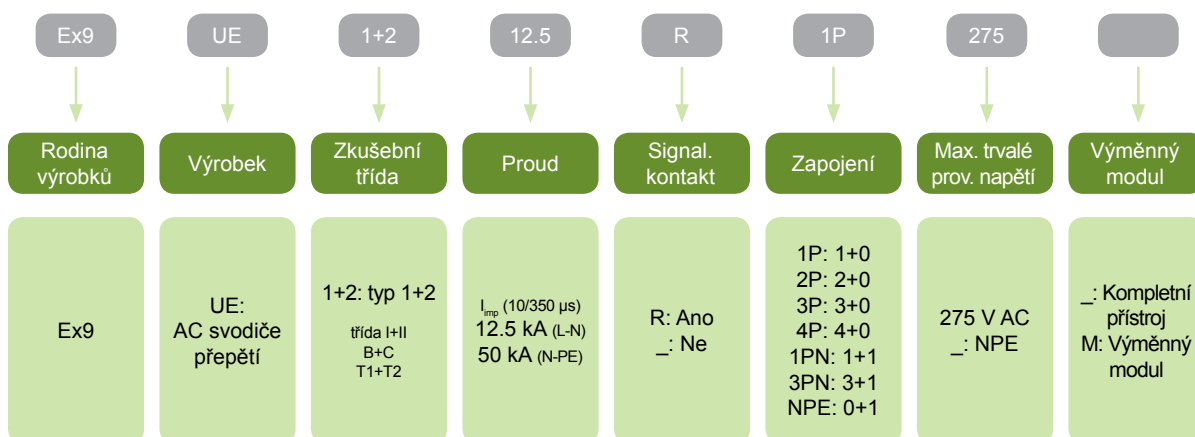 Ex9
UE
1+2
12.5
R
1P
275
Rodina
výrobků
Výrobek
Zkušební
třída
Proud
Signal.
kontakt
Zapojení
Max. trvalé
prov. napětí
Výměnný
modul
Ex9
UE:
AC svodiče
přepětí
1+2: typ 1+2
třída I+II
B+C
T1+T2
Iimp (10/350 µs)
12.5 kA (L-N)
50 kA (N-PE)
R: Ano
_: Ne
1P: 1+0
2P: 2+0
3P: 3+0
4P: 4+0
1PN: 1+1
3PN: 3+1
NPE: 0+1
275 V AC
_: NPE
_: Kompletní
přístroj
M: Výměnný
modul